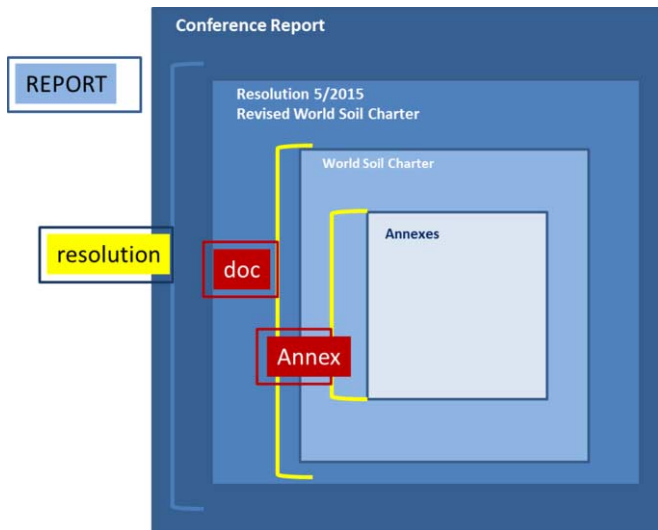 Conference Report
REPORT
Resolution 5/2015
Revised World Soil Charter
World Soil Charter
Annexes
resolution
doc
Annex